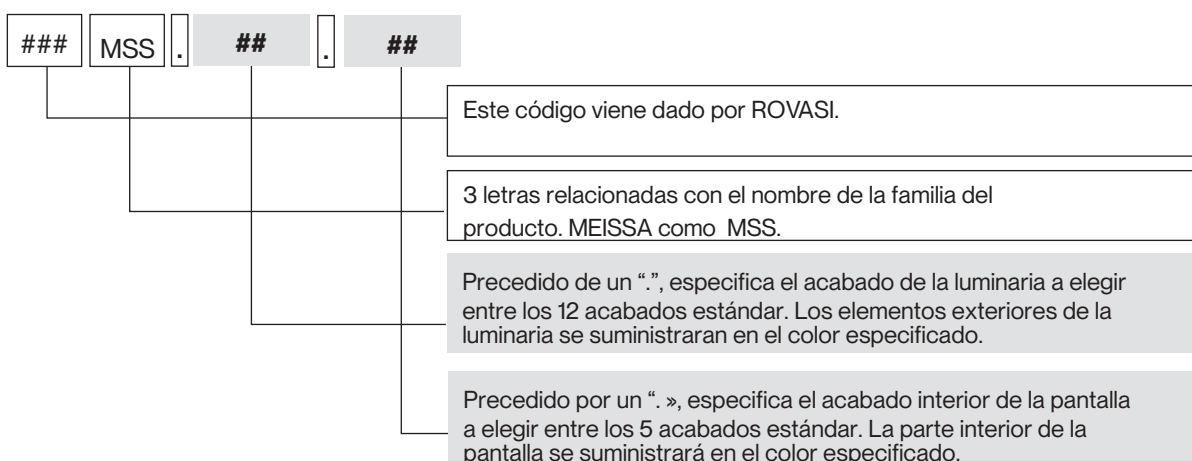 ### MSS . ## . ##
Este código viene dado por ROVASI.
3 letras relacionadas con el nombre de la familia del
producto. MEISSA como  MSS.
Precedido de un “.”, especifica el acabado de la luminaria a elegir
entre los 12 acabados estándar. Los elementos exteriores de la
luminaria se suministraran en el color especificado.
Precedido por un “. », especifica el acabado interior de la pantalla
a elegir entre los 5 acabados estándar. La parte interior de la
pantalla se suministrará en el color especificado.